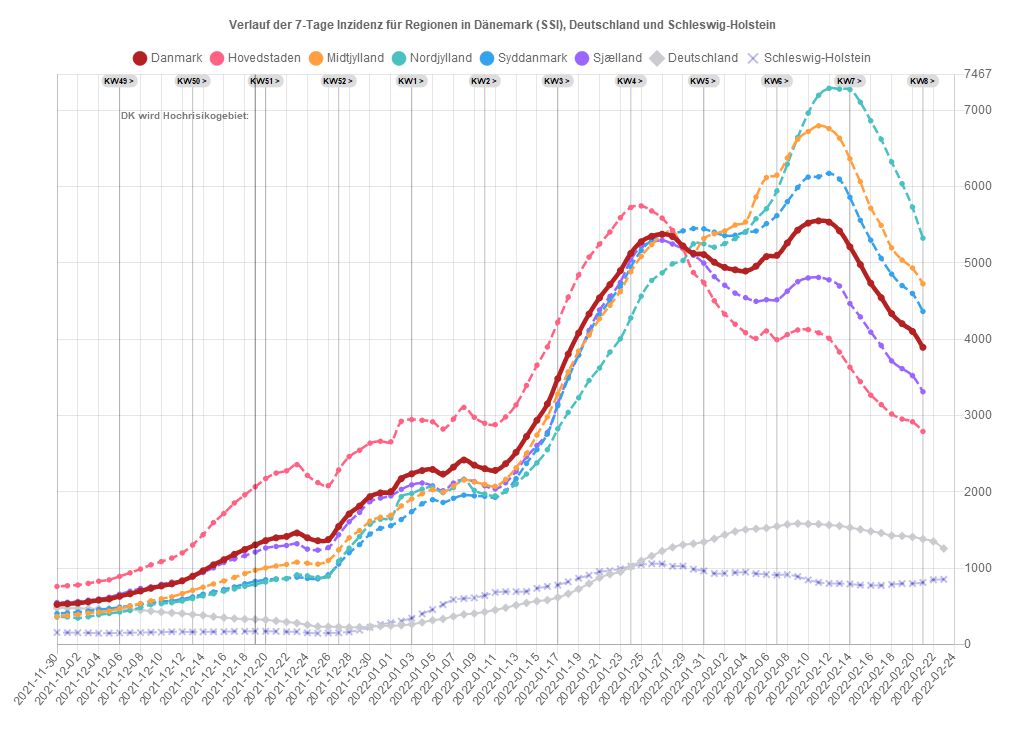 Verlauf der 7-Tage Inzidenz für Regionen in Dänemark (SSI), Deutschland und Schleswig-Holstein
Danmark Hovedstaden Midtjylland Nordjylland Syddanmark Sjælland Deutschland Schleswig-Holstein
KW49 > KW50 > KW51 > KW52 > KW1 > KW2 > KW3 > KW4 > KW5 > KW6 > KW7 > KW8 >
DK wird Hochrisikogebiet:
7467
7000
6000
5000
4000
3000
2000
1000
0
2021-11-30 2021-12-02 2021-12-04 2021-12-06 2021-12-08 2021-12-10 2021-12-12 2021-12-14 2021-12-16 2021-12-18 2021-12-20 2021-12-22 2021-12-24 2021-12-26 2021-12-28 2021-12-30 2022-01-01 2022-01-03 2022-01-05 2022-01-07 2022-01-09 2022-01-11 2022-01-13 2022-01-15 2022-01-17 2022-01-19 2022-01-21 2022-01-23 2022-01-25 2022-01-27 2022-01-29 2022-01-31 2022-02-02 2022-02-04 2022-02-06 2022-02-08 2022-02-10 2022-02-12 2022-02-14 2022-02-16 2022-02-18 2022-02-20 2022-02-22 2022-02-24